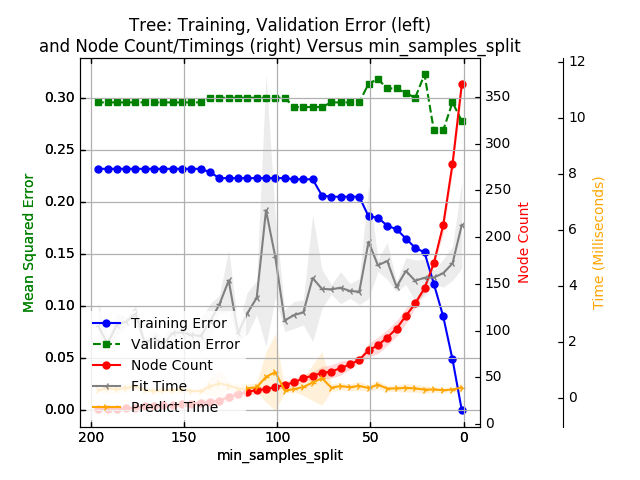 Tree: Training, Validation Error (left)
and Node Count/Timings (right) Versus min_samples_split
Mean Squared Error
0.30
0.25
0.20
0.15
0.10
0.05
0.00
200
150
100
50
0
min_samples_split
Training Error
Validation Error
Node Count
Fit Time
Predict Time
350
300
250
200
150
100
50
0
Node Count
12
10
8
6
4
2
0
Time (Milliseconds)